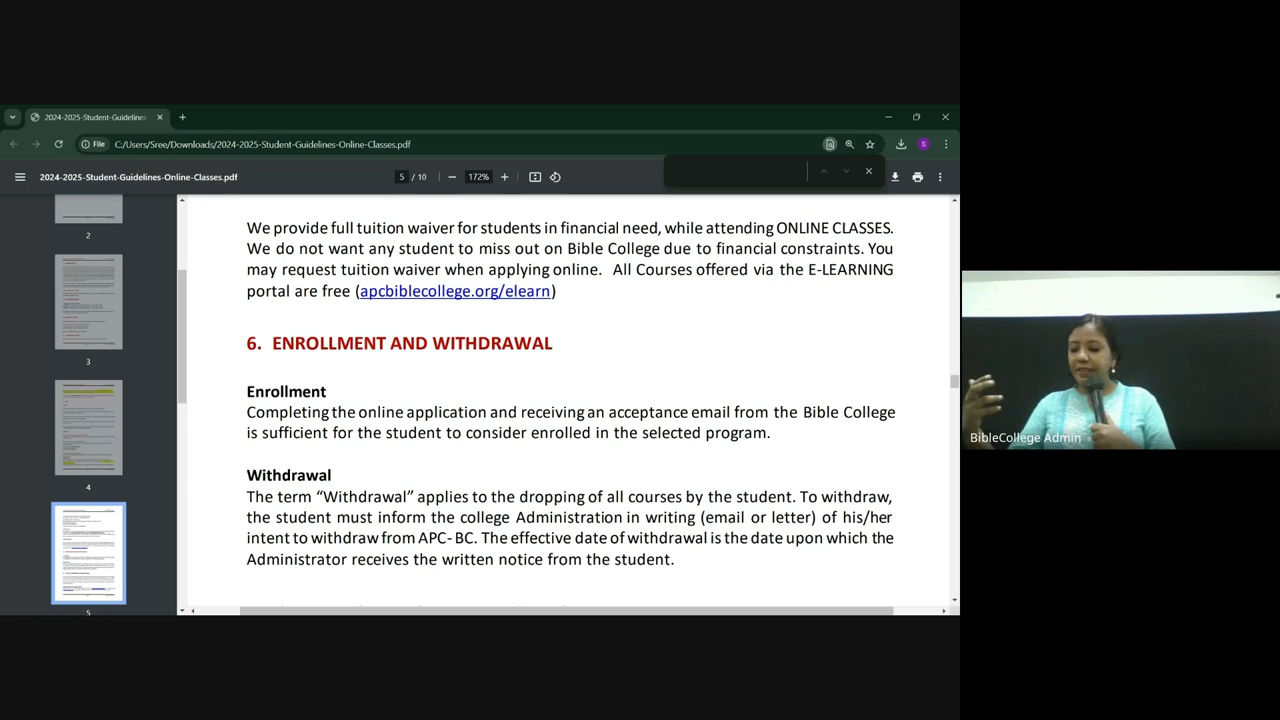 2024-2025-Student-Guidelines-
File
C:/Users/Sree/Downloads/2024-2025-Student-Guidelines-Online-Classes.pdf
S
2024-2025-Student-Guidelines-Online-Classes.pdf
5 / 10
172%
2
3
4
5
We provide full tuition waiver for students in financial need, while attending ONLINE CLASSES.
We do not want any student to miss out on Bible College due to financial constraints. You
may request tuition waiver when applying online. All Courses offered via the E-LEARNING
portal are free (apcbiblecollege.org/elearn)
6. ENROLLMENT AND WITHDRAWAL
Enrollment
Completing the online application and receiving an acceptance email from the Bible College
is sufficient for the student to consider enrolled in the selected program.
Withdrawal
The term “Withdrawal” applies to the dropping of all courses by the student. To withdraw,
the student must inform the college Administration in writing (email or letter) of his/her
intent to withdraw from APC- BC. The effective date of withdrawal is the date upon which the
Administrator receives the written notice from the student.
BibleCollege Admin